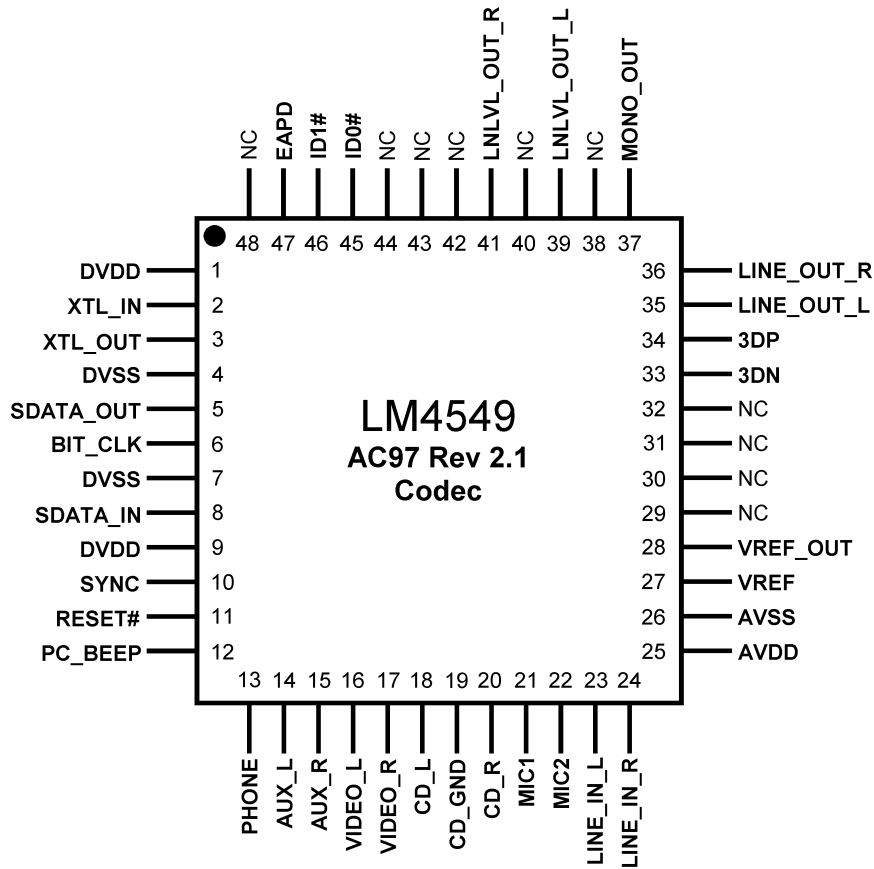 NC
EAPD
ID1#
ID0#
NC
NC
NC
LNLVL_OUT_R
NC
LNLVL_OUT_L
NC
MONO_OUT
48 47 46 45 44 43 42 41 40 39 38 37
DVDD 1
XTL_IN 2
XTL_OUT 3
DVSS 4
SDATA_OUT 5
BIT_CLK 6
DVSS 7
SDATA_IN 8
DVDD 9
SYNC 10
RESET# 11
PC_BEEP 12
LM4549
AC97 Rev 2.1
Codec
36 LINE_OUT_R
35 LINE_OUT_L
34 3DP
33 3DN
32 NC
31 NC
30 NC
29 NC
28 VREF_OUT
27 VREF
26 AVSS
25 AVDD
13 14 15 16 17 18 19 20 21 22 23 24
PHONE
AUX_L
AUX_R
VIDEO_L
VIDEO_R
CD_L
CD_GND
CD_R
MIC1
MIC2
LINE_IN_L
LINE_IN_R